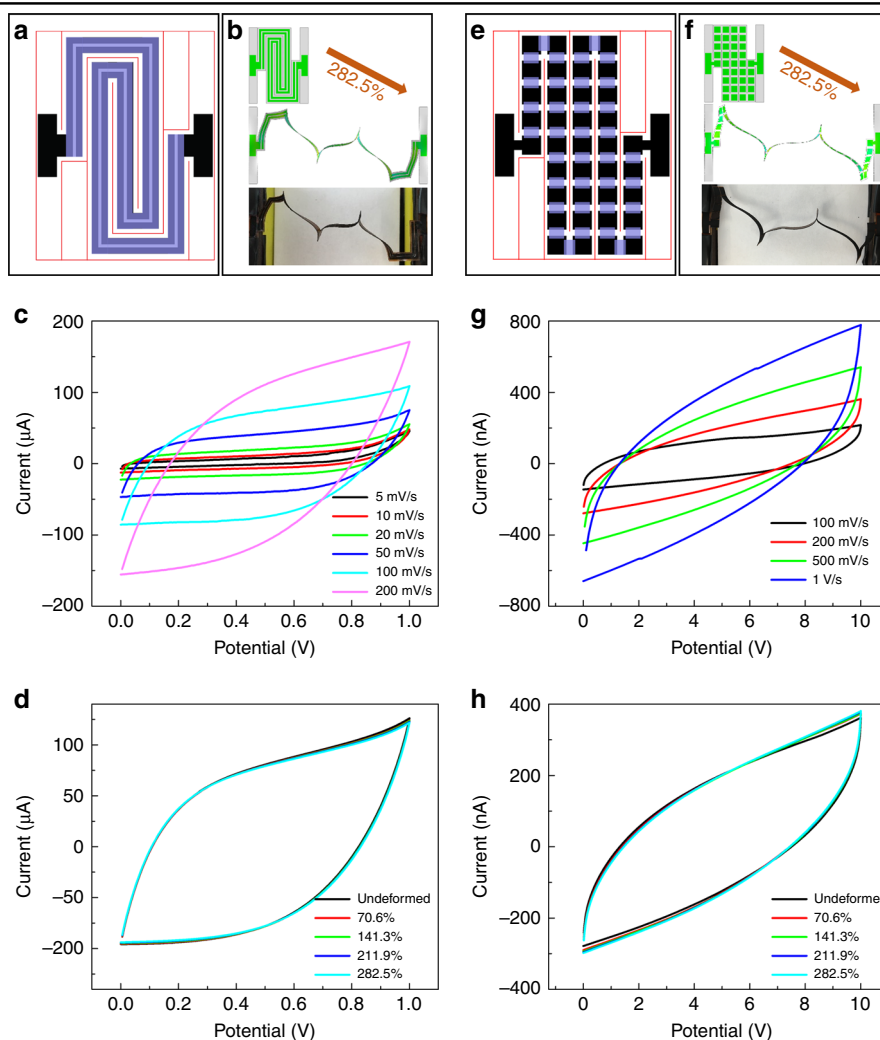 a
b
282.5%
e
f
282.5%
c
200
100
0
−100
−200
Current (µA)
5 mV/s
10 mV/s
20 mV/s
50 mV/s
100 mV/s
200 mV/s
0.0 0.2 0.4 0.6 0.8 1.0
Potential (V)
g
800
400
0
−400
−800
Current (nA)
100 mV/s
200 mV/s
500 mV/s
1 V/s
0 2 4 6 8 10
Potential (V)
d
100
50
0
−50
−200
Current (µA)
Undeformed
70.6%
141.3%
211.9%
282.5%
0.0 0.2 0.4 0.6 0.8 1.0
Potential (V)
h
400
200
0
−200
−400
Current (nA)
Undeforme
70.6%
141.3%
211.9%
282.5%
0 2 4 6 8 10
Potential (V)